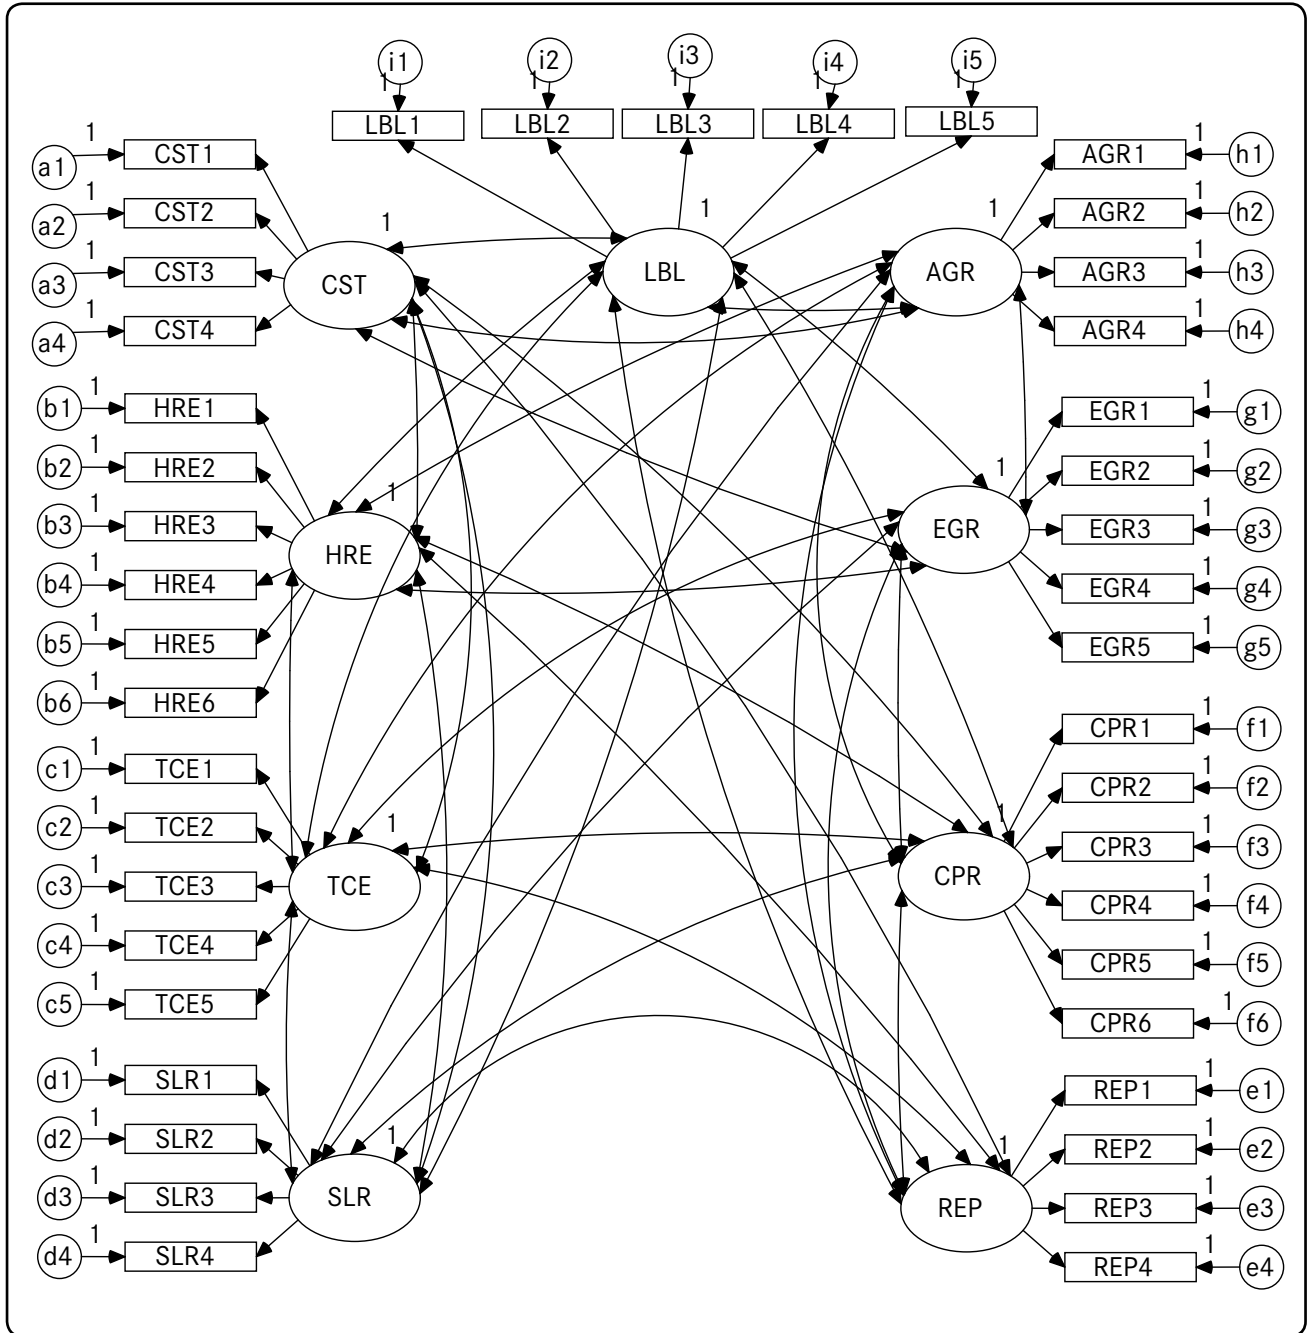 i1 i2 i3 i4 i5
1 1 1 1 1
LBL1 LBL2 LBL3 LBL4 LBL5
1 CST1 AGR1 1
a1 h1
1 CST2 AGR2 1
a2 h2
1 CST3 AGR3 1
a3 h3
1 CST4 AGR4 1
a4 h4
1 1 1
CST LBL AGR
b1 1 HRE1 EGR1 1 g1
b2 1 HRE2 EGR2 1 g2
b3 1 HRE3 EGR3 1 g3
b4 1 HRE4 EGR4 1 g4
b5 1 HRE5 EGR5 1 g5
b6 1 HRE6
1 1
HRE EGR
c1 1 TCE1 CPR1 1 f1
c2 1 TCE2 CPR2 1 f2
c3 1 TCE3 CPR3 1 f3
c4 1 TCE4 CPR4 1 f4
c5 1 TCE5 CPR5 1 f5
CPR6 1 f6
1 1
TCE CPR
d1 1 SLR1 REP1 1 e1
d2 1 SLR2 REP2 1 e2
d3 1 SLR3 REP3 1 e3
d4 1 SLR4 REP4 1 e4
1 1
SLR REP